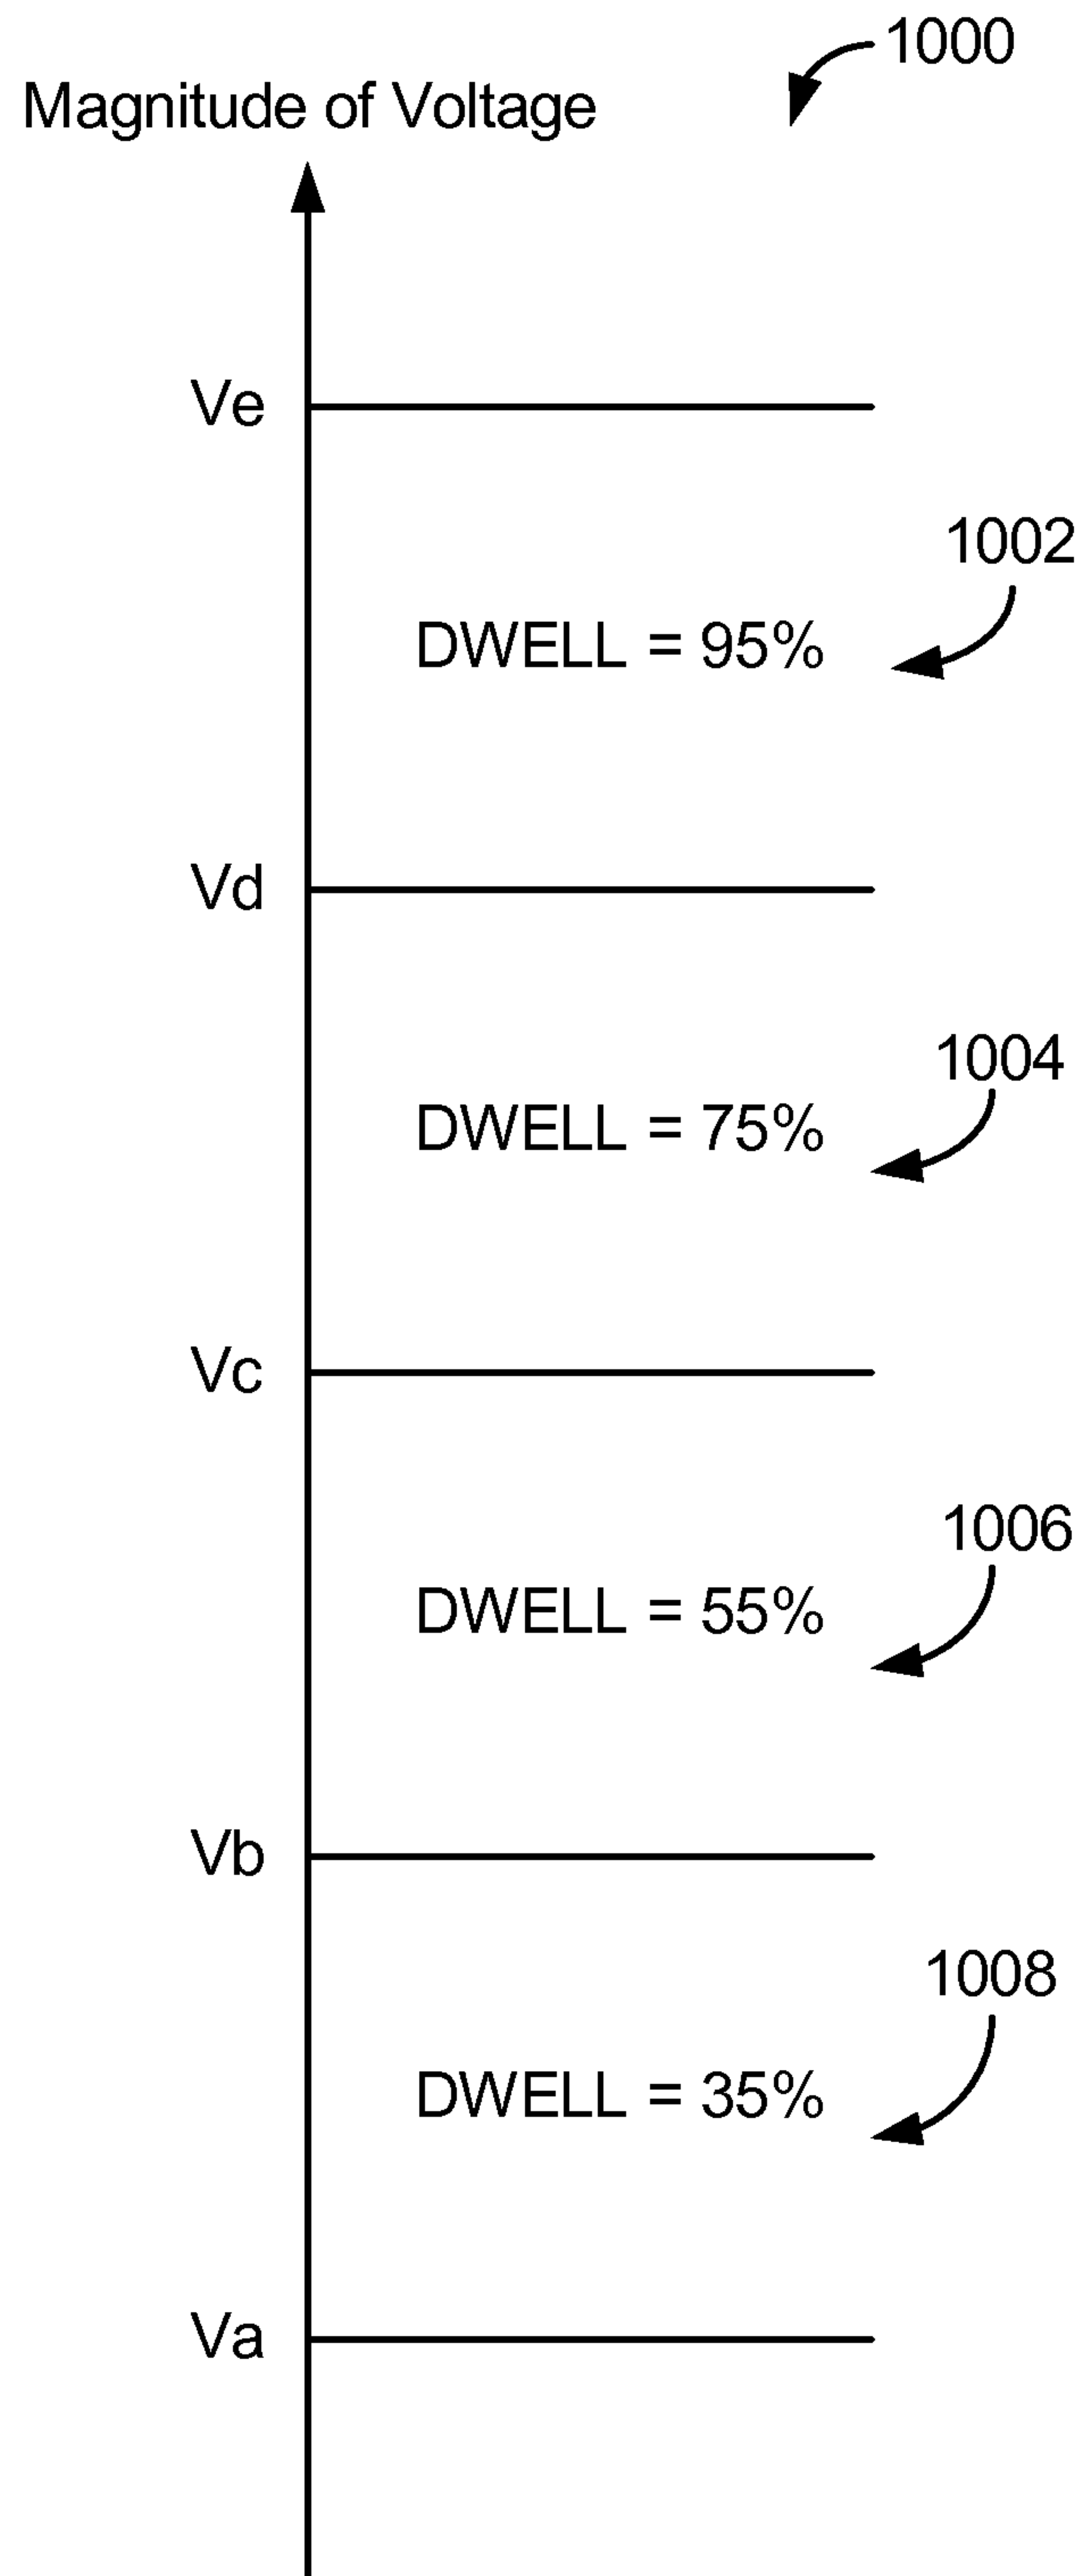 1000
Magnitude of Voltage
Ve
1002
DWELL = 95%
Vd
1004
DWELL = 75%
Vc
1006
DWELL = 55%
Vb
1008
DWELL = 35%
Va